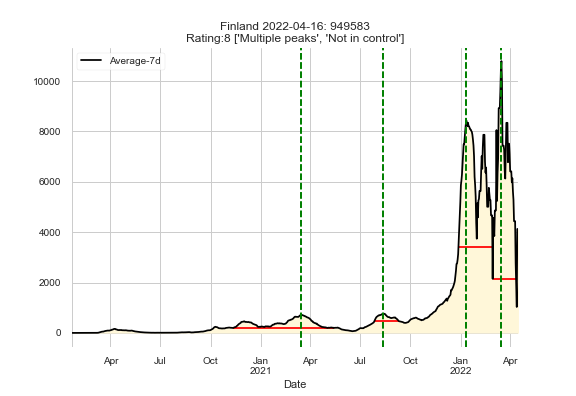 Finland 2022-04-16: 949583
Rating:8 ['Multiple peaks', 'Not in control']
Average-7d
10000
8000
6000
4000
2000
0
Apr
Jul
Oct
Jan
2021
Apr
Jul
Oct
Jan
2022
Apr
Date